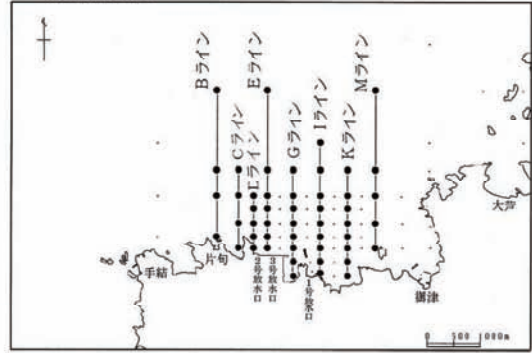 Bライン
Cライン
Eライン
Eライン
Gライン
Iライン
Kライン
Mライン
大芦
手結
片句
2号放水口
3号放水口
1号放水口
御津
0 500 1000m